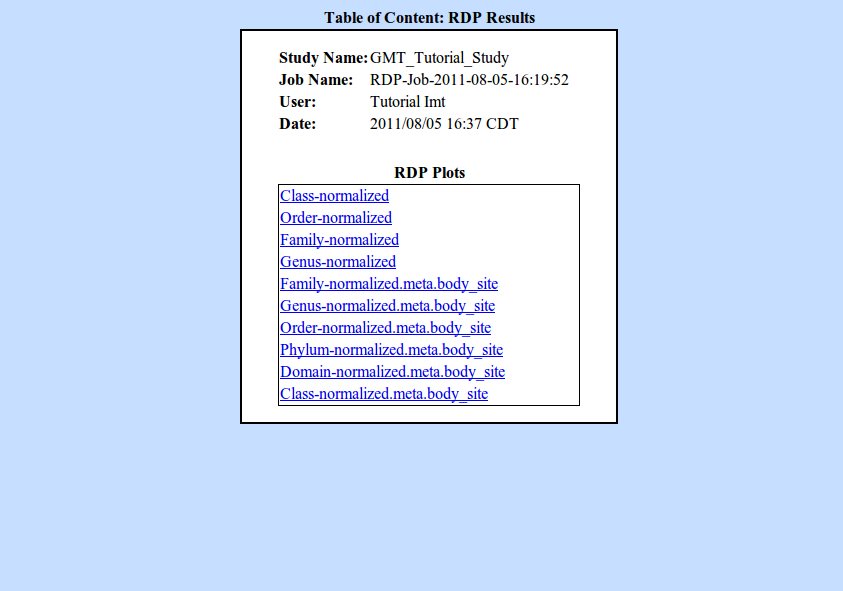 Table of Content: RDP Results
Study Name: GMT_Tutorial_Study
Job Name: RDP-Job-2011-08-05-16:19:52
User: Tutorial Imt
Date: 2011/08/05 16:37 CDT
RDP Plots
Class-normalized
Order-normalized
Family-normalized
Genus-normalized
Family-normalized.meta.body_site
Genus-normalized.meta.body_site
Order-normalized.meta.body_site
Phylum-normalized.meta.body_site
Domain-normalized.meta.body_site
Class-normalized.meta.body_site